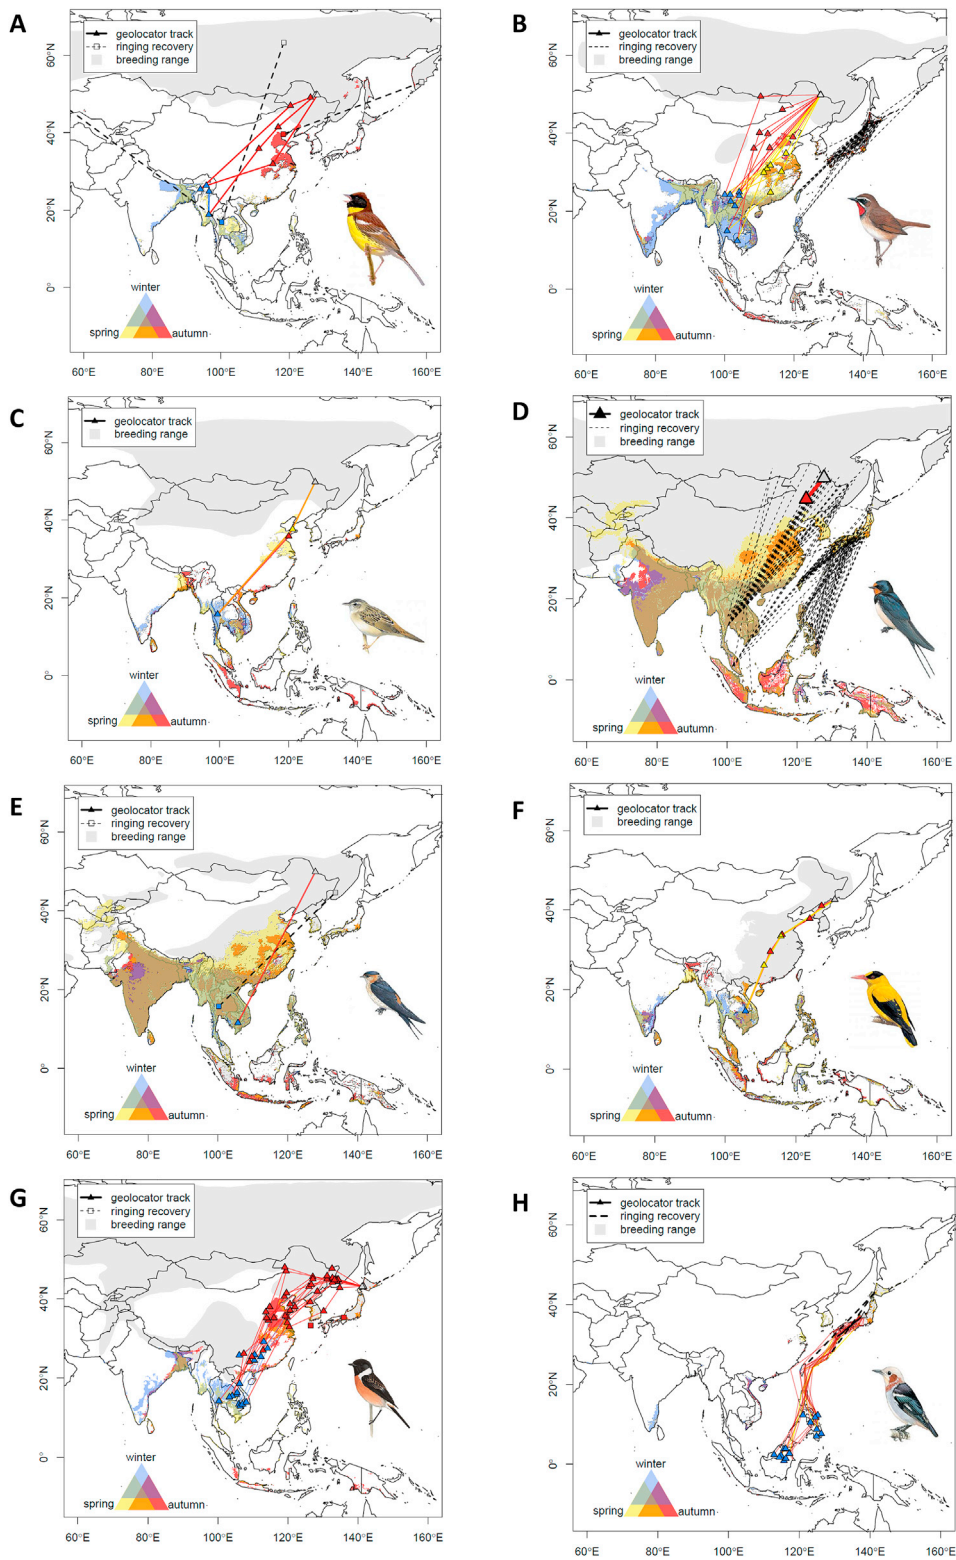 A
geolocator track
ringing recovery
breeding range
60°N
40°N
20°N
0°
winter
spring
autumn
60°E
80°E
100°E
120°E
140°E
160°E
B
geolocator track
ringing recovery
breeding range
60°N
40°N
20°N
0°
winter
spring
autumn
60°E
80°E
100°E
120°E
140°E
160°E
C
geolocator track
breeding range
60°N
40°N
20°N
0°
winter
spring
autumn
60°E
80°E
100°E
120°E
140°E
160°E
D
geolocator track
ringing recovery
breeding range
60°N
40°N
20°N
0°
winter
spring
autumn
60°E
80°E
100°E
120°E
140°E
160°E
E
geolocator track
ringing recovery
breeding range
60°N
40°N
20°N
0°
winter
spring
autumn
60°E
80°E
100°E
120°E
140°E
160°E
F
geolocator track
breeding range
60°N
40°N
20°N
0°
winter
spring
autumn
60°E
80°E
100°E
120°E
140°E
160°E
G
geolocator track
ringing recovery
breeding range
60°N
40°N
20°N
0°
winter
spring
autumn
60°E
80°E
100°E
120°E
140°E
160°E
H
geolocator track
ringing recovery
breeding range
60°N
40°N
20°N
0°
winter
spring
autumn
60°E
80°E
100°E
120°E
140°E
160°E